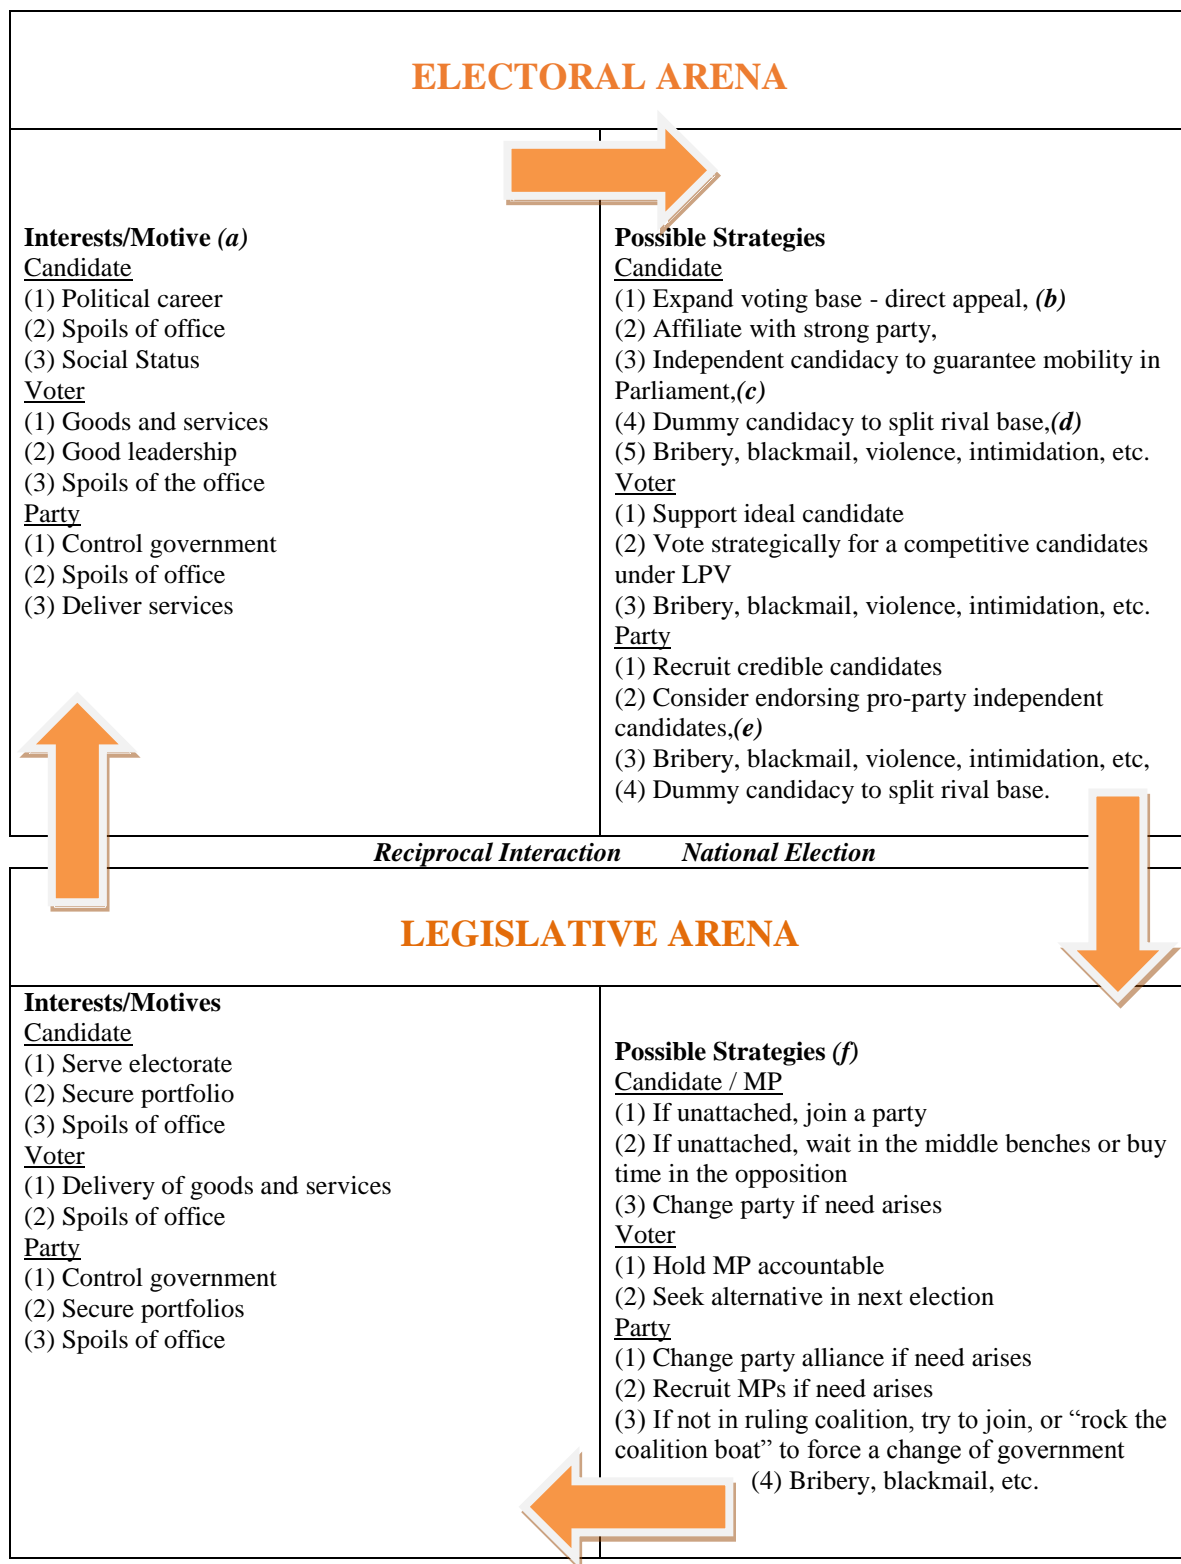 ELECTORAL ARENA
Interests/Motive (a)
Candidate
(1) Political career
(2) Spoils of office
(3) Social Status
Voter
(1) Goods and services
(2) Good leadership
(3) Spoils of the office
Party
(1) Control government
(2) Spoils of office
(3) Deliver services
Possible Strategies
Candidate
(1) Expand voting base - direct appeal, (b)
(2) Affiliate with strong party,
(3) Independent candidacy to guarantee mobility in
Parliament,(c)
(4) Dummy candidacy to split rival base,(d)
(5) Bribery, blackmail, violence, intimidation, etc.
Voter
(1) Support ideal candidate
(2) Vote strategically for a competitive candidates
under LPV
(3) Bribery, blackmail, violence, intimidation, etc.
Party
(1) Recruit credible candidates
(2) Consider endorsing pro-party independent
candidates,(e)
(3) Bribery, blackmail, violence, intimidation, etc,
(4) Dummy candidacy to split rival base.
Reciprocal Interaction National Election
LEGISLATIVE ARENA
Interests/Motives
Candidate
(1) Serve electorate
(2) Secure portfolio
(3) Spoils of office
Voter
(1) Delivery of goods and services
(2) Spoils of office
Party
(1) Control government
(2) Secure portfolios
(3) Spoils of office
Possible Strategies (f)
Candidate / MP
(1) If unattached, join a party
(2) If unattached, wait in the middle benches or buy
time in the opposition
(3) Change party if need arises
Voter
(1) Hold MP accountable
(2) Seek alternative in next election
Party
(1) Change party alliance if need arises
(2) Recruit MPs if need arises
(3) If not in ruling coalition, try to join, or “rock the
coalition boat” to force a change of government
(4) Bribery, blackmail, etc.